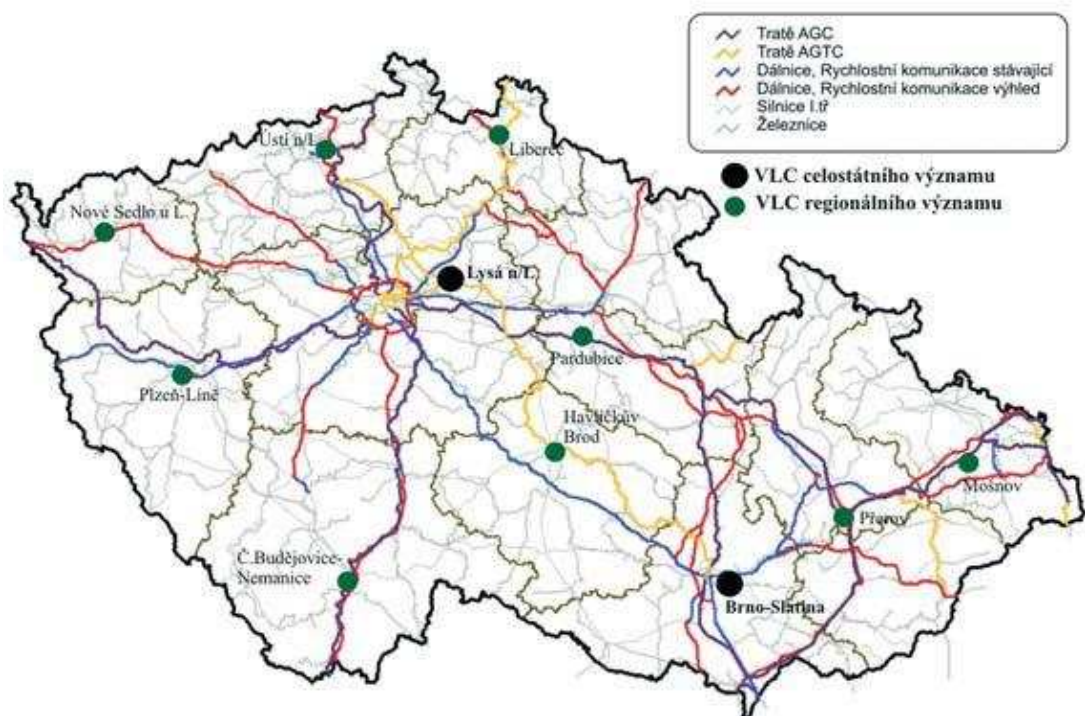 Tratě AGC
Tratě AGTC
Dálnice, Rychlostní komunikace stávající
Dálnice, Rychlostní komunikace výhled
Silnice I.tř
Železnice
VLC celostátního významu
VLC regionálního významu
Ústí n/L
Liberec
Nové Sedlo u L
Lysá n/L
Pardubice
Plzeň-Líně
Havlíčkův
Brod
Mošnov
Přerov
Č.Budějovice-
Nemanice
Brno-Slatina